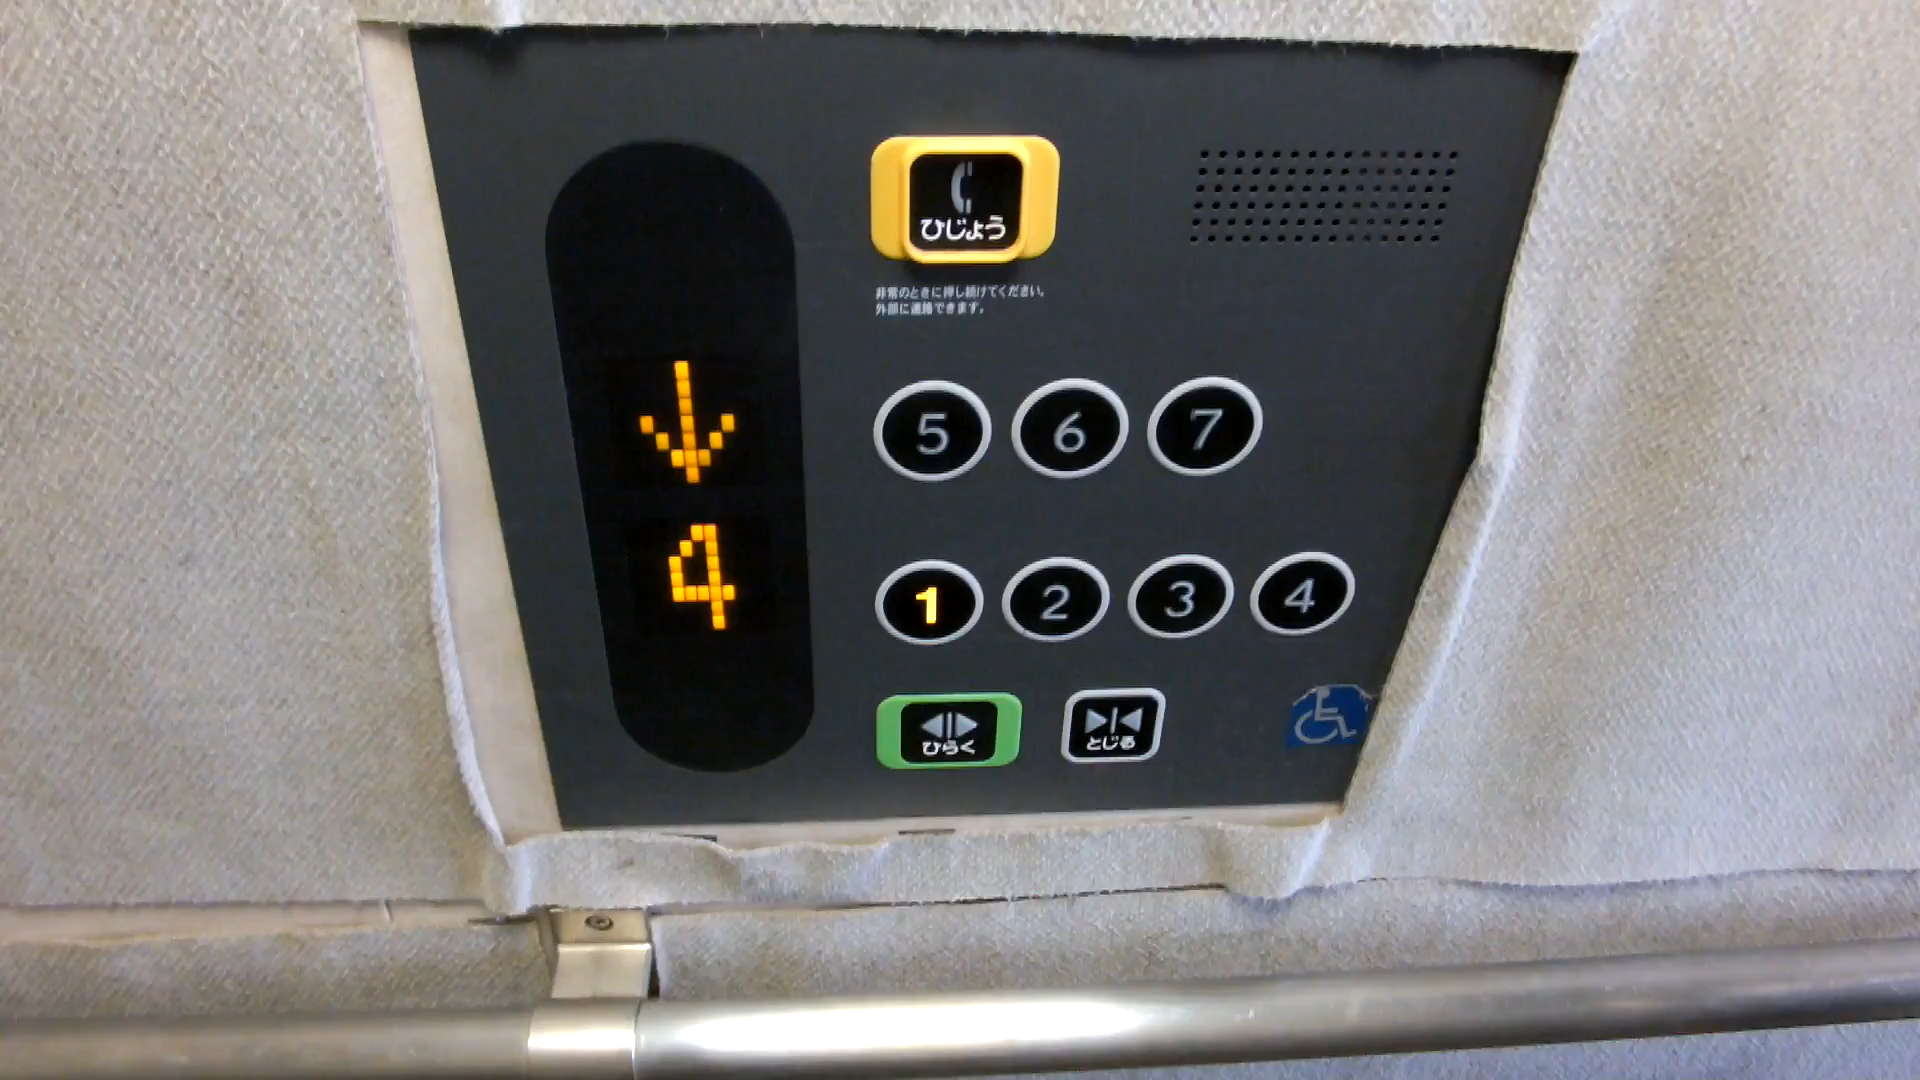 ひじょう
非常のときに押し続けてください。
外部に連絡できます。
5 6 7
4
1 2 3 4
ひらく とじる